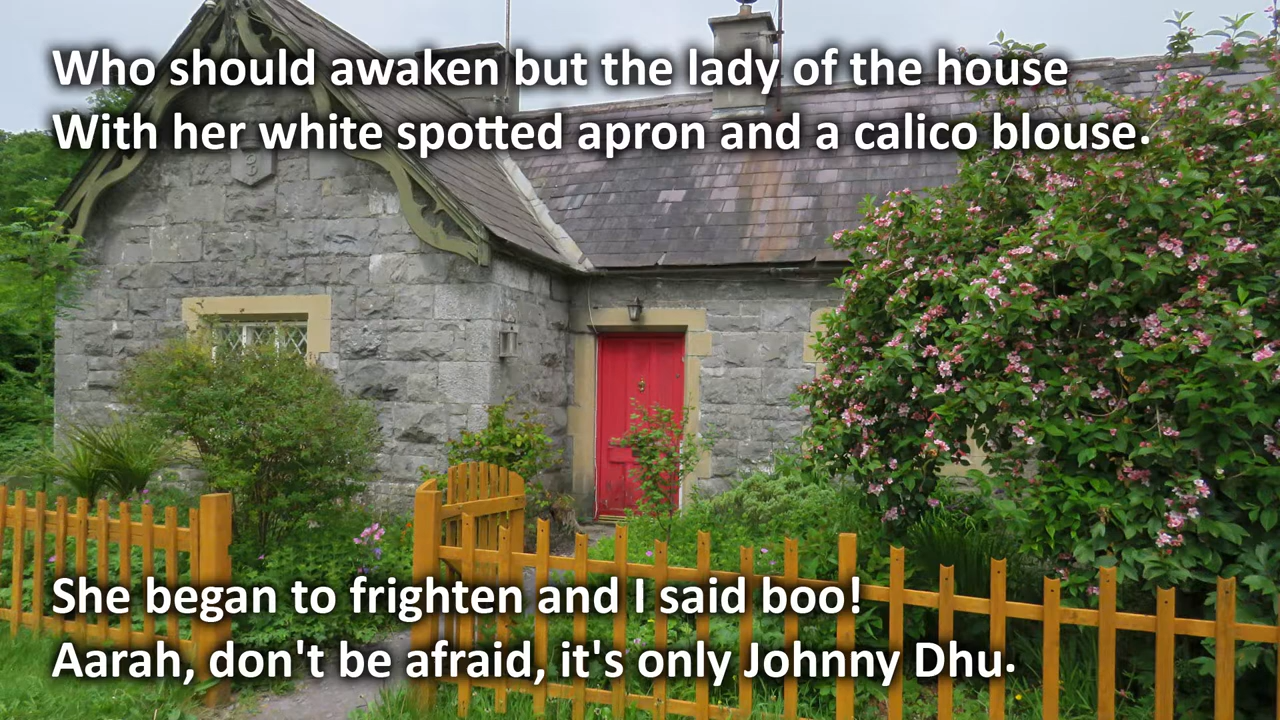 Who should awaken but the lady of the house
With her white spotted apron and a calico blouse.
She began to frighten and I said boo!
Aarah, don't be afraid, it's only Johnny Dhu.